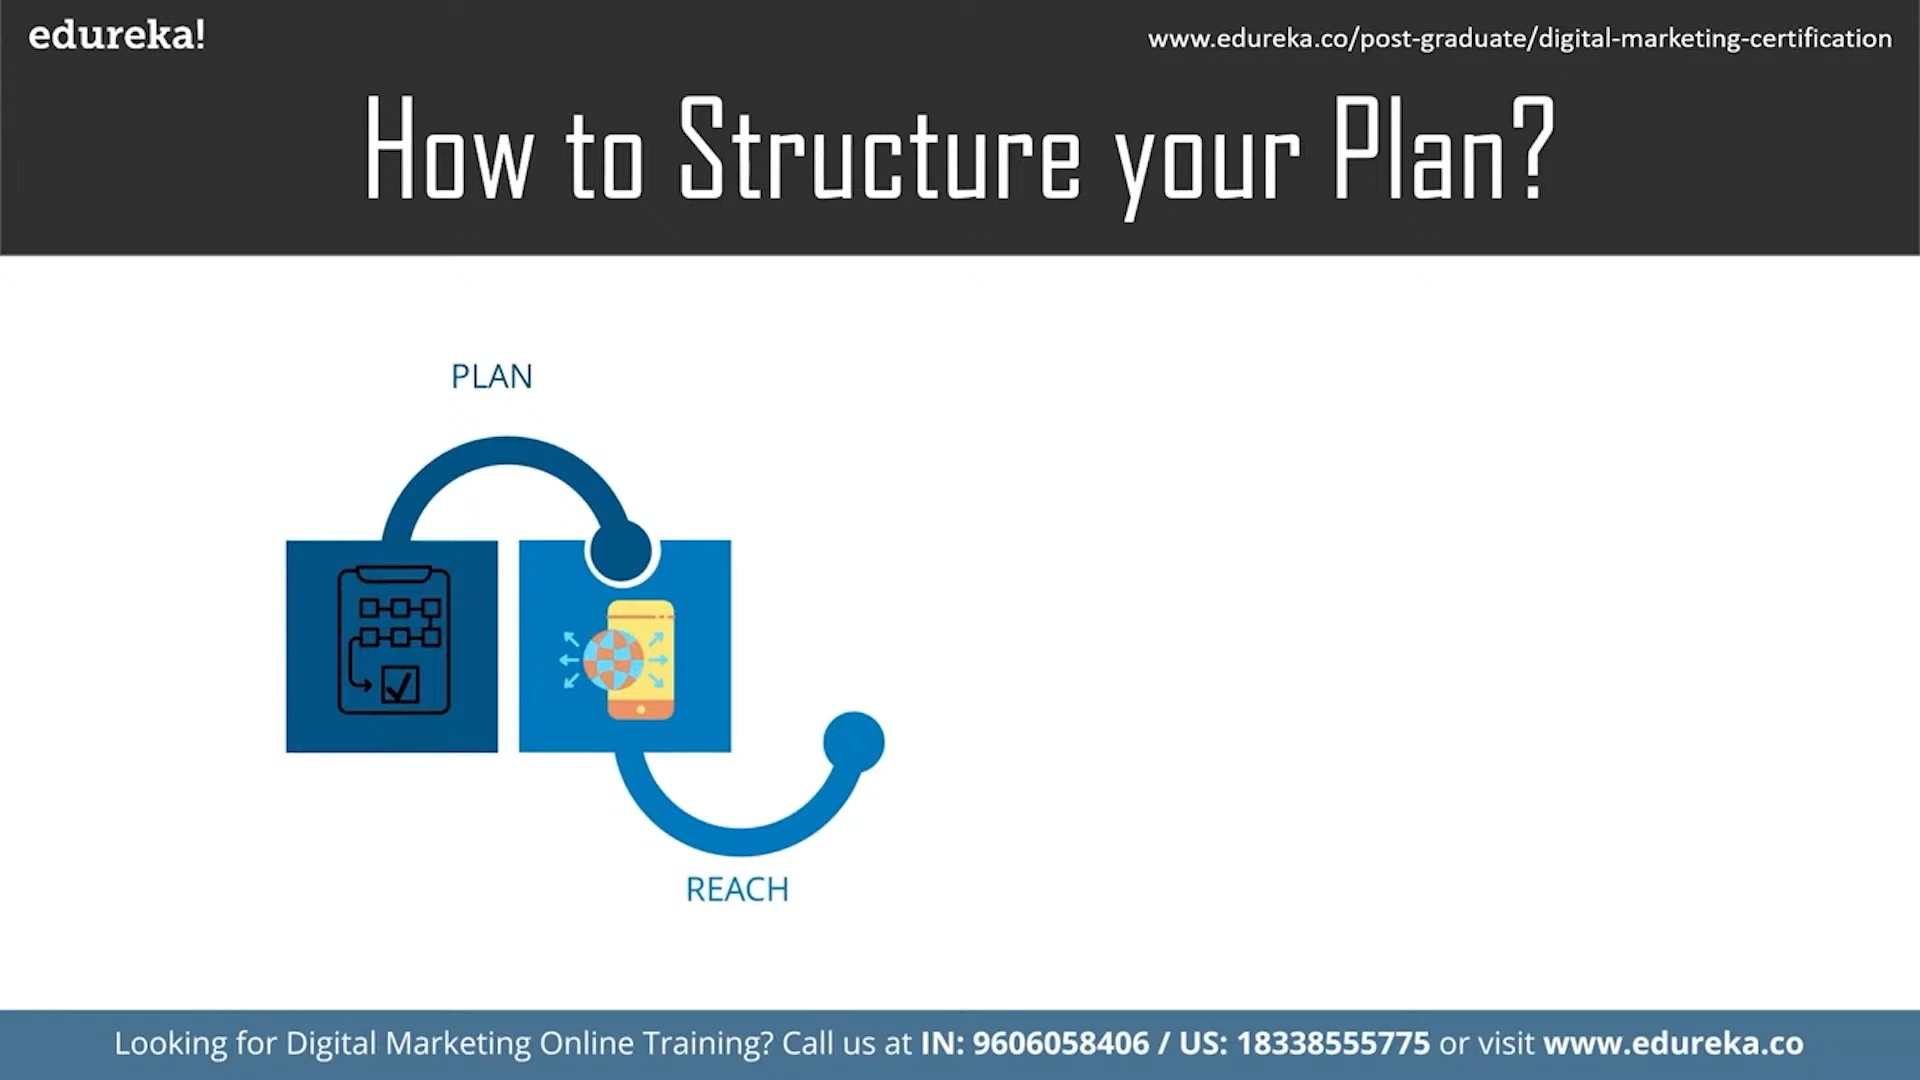 edureka!
www.edureka.co/post-graduate/digital-marketing-certification
How to Structure your Plan?
PLAN
REACH
Looking for Digital Marketing Online Training? Call us at IN: 9606058406 / US: 18338555775 or visit www.edureka.co